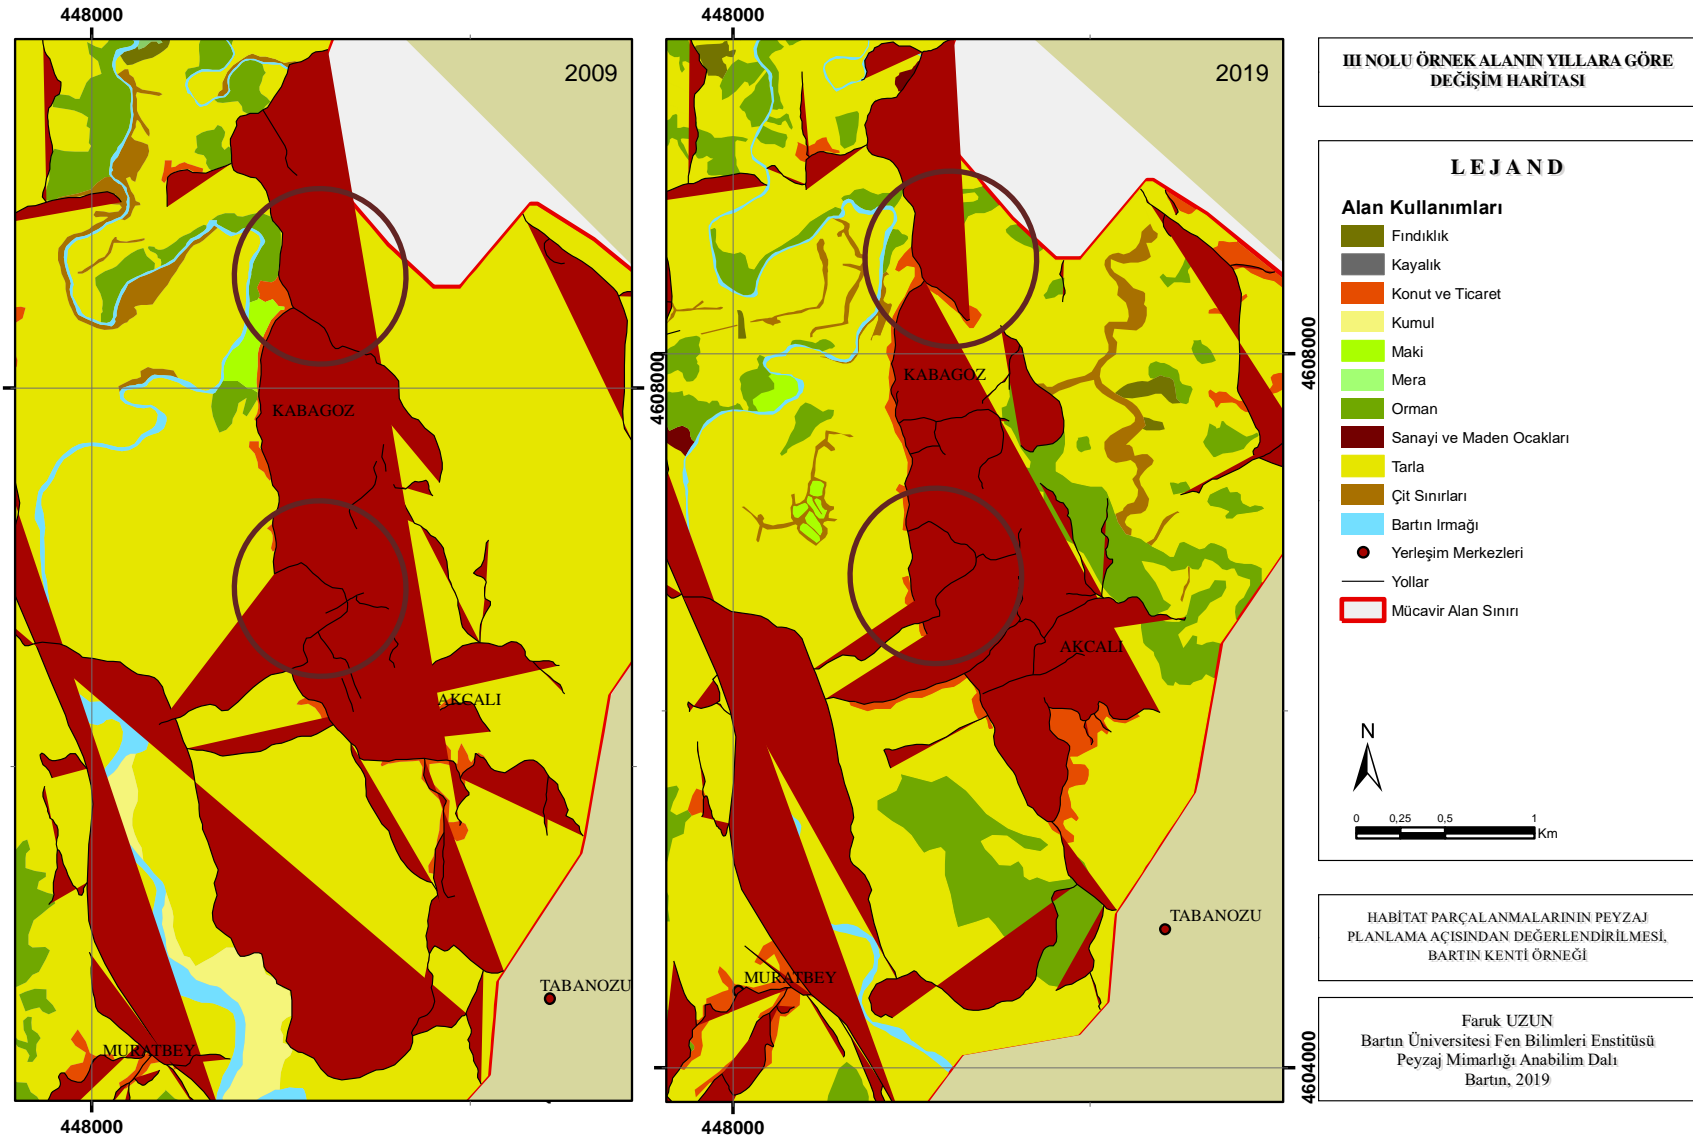 448000
448000
2009
2019
KABAGOZ
AKÇALI
TABANOZU
MURATBEY
4608000
KABAGOZ
AKCALI
TABANOZU
MURATBEY
4608000
4604000
448000
448000
III NOLU ÖRNEK ALANIN YILLARA GÖRE
DEĞİŞİM HARİTASI
LEJAND
Alan Kullanımları
Fındıklık
Kayalık
Konut ve Ticaret
Kumul
Maki
Mera
Orman
Sanayi ve Maden Ocakları
Tarla
Çit Sınırları
Bartın Irmağı
Yerleşim Merkezleri
Yollar
Mücavir Alan Sınırı
N
0 0,25 0,5 1
Km
HABİTAT PARÇALANMALARININ PEYZAJ
PLANLAMA AÇISINDAN DEĞERLENDİRİLMESİ,
BARTIN KENTİ ÖRNEĞİ
Faruk UZUN
Bartın Üniversitesi Fen Bilimleri Enstitüsü
Peyzaj Mimarlığı Anabilim Dalı
Bartın, 2019